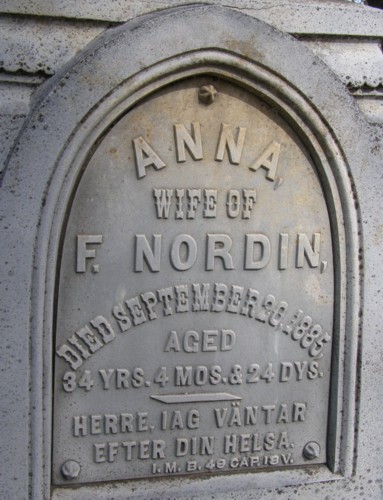 ANNA,
WIFE OF
F. NORDIN,
DIED SEPTEMBER 20, 1885,
AGED
34 YRS. 4 MOS. & 24 DYS.
HERRE, IAG VÄNTAR
EFTER DIN HELSA.
I.M.B. 49 CAP. 18 V.